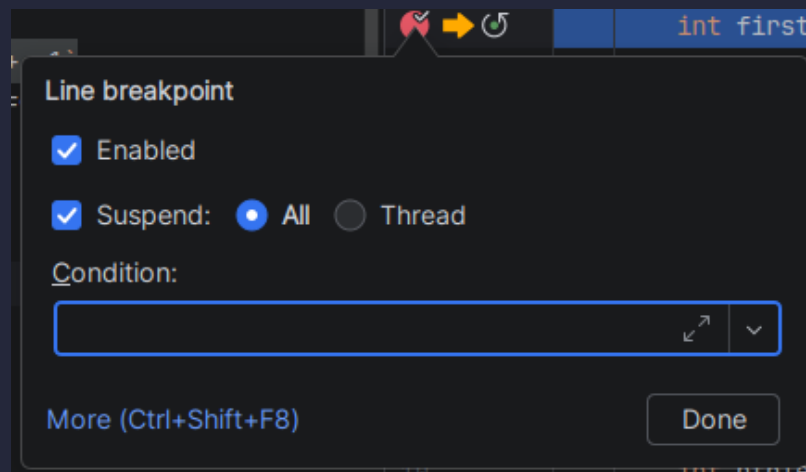 int first
Line breakpoint
Enabled
Suspend: All Thread
Condition:
More (Ctrl+Shift+F8) Done